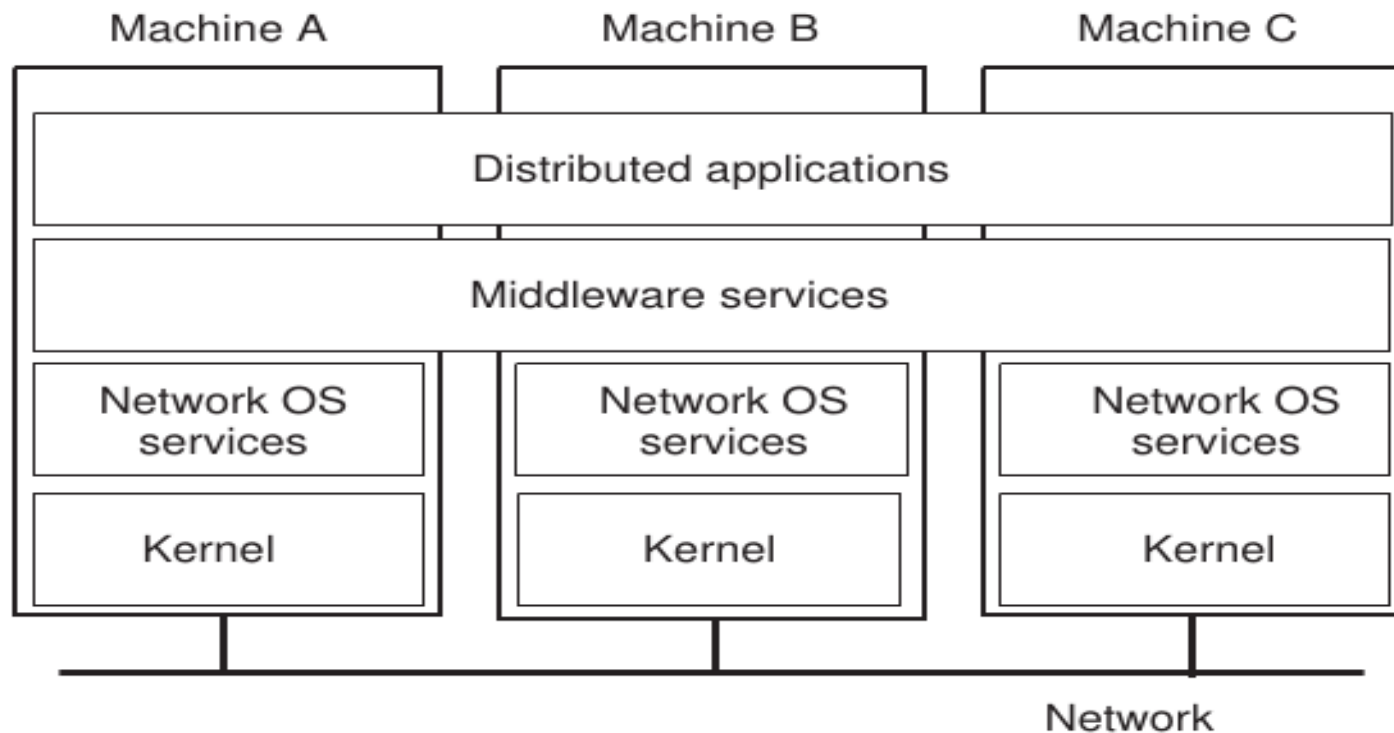 Machine A
Machine B
Machine C
Distributed applications
Middleware services
Network OS
services
Network OS
services
Network OS
services
Kernel
Kernel
Kernel
Network